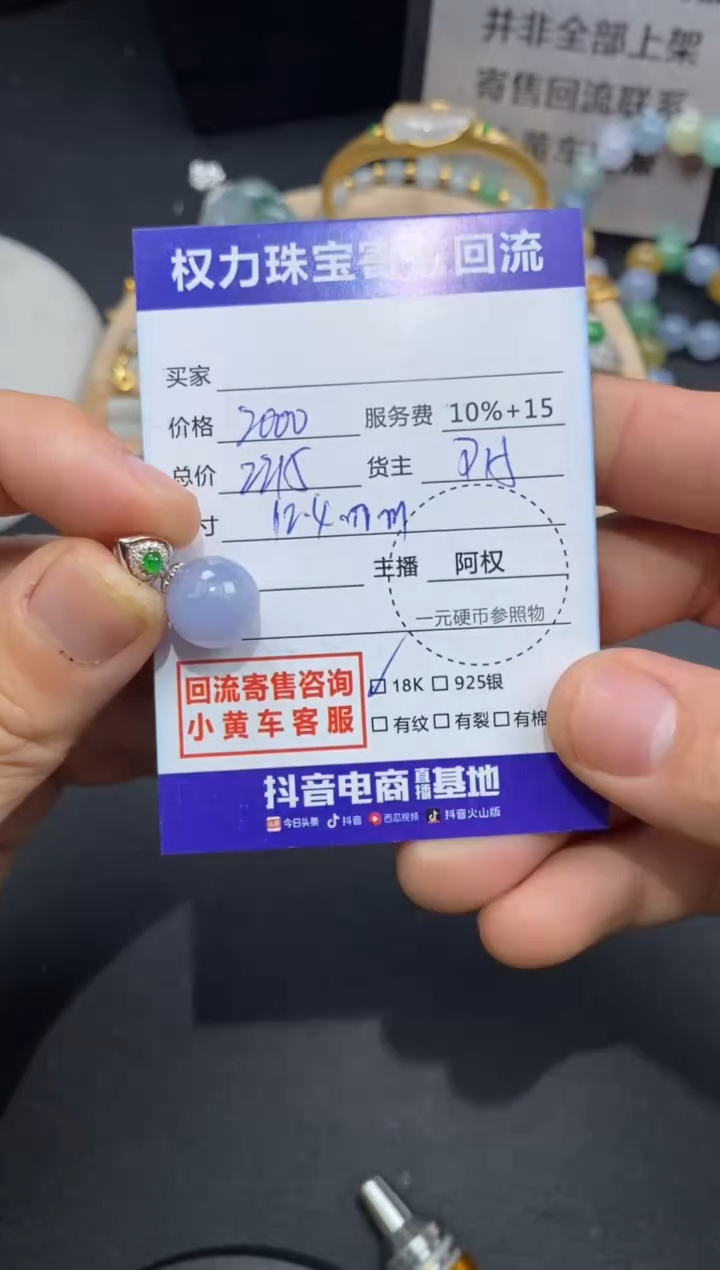 并非全部上架
寄售回流联系
黄车
权力珠宝寄售回流
买家
价格 2000 服务费 10%+15
总价 2215 货主
寸 12.4mm
主播 阿权
一元硬币参照物
回流寄售咨询
小黄车客服
18K 925银
有纹 有裂 有棉
抖音电商直播基地
今日头条 抖音 西瓜视频 抖音火山版